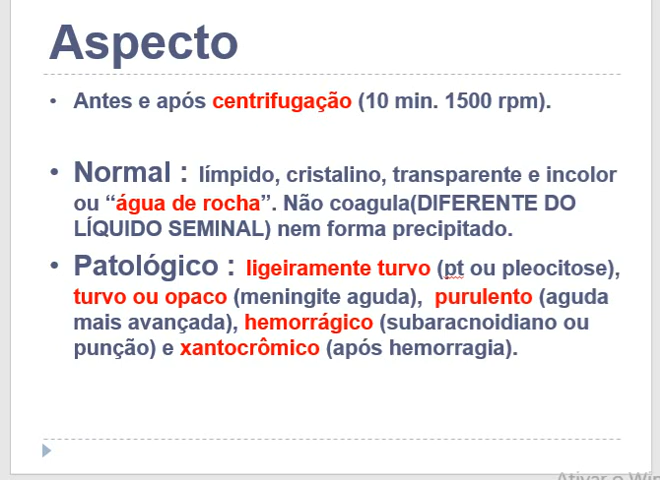 Aspecto
• Antes e após centrifugação (10 min. 1500 rpm).
• Normal : límpido, cristalino, transparente e incolor
ou “água de rocha”. Não coagula(DIFERENTE DO
LÍQUIDO SEMINAL) nem forma precipitado.
• Patológico : ligeiramente turvo (pt ou pleocitose),
turvo ou opaco (meningite aguda), purulento (aguda
mais avançada), hemorrágico (subaracnoidiano ou
punção) e xantocrômico (após hemorragia).
Ativar o Win